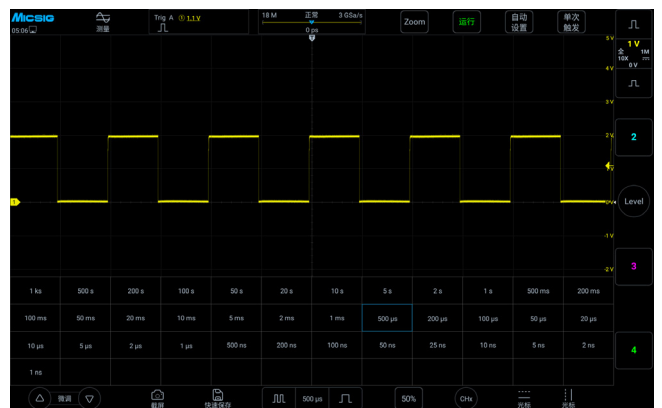 Micsig
05:06
测量
Trig A ① 1.1 V
18 M 正常 3 GSa/s
0 ps
Zoom
运行
自动
设置
单次
触发
5 V
1 V
全 1M
10X
0 V
4 V
3 V
2 V
2
1 V
1
0V
Level
-1 V
-2 V
3
1 ks 500 s 200 s 100 s 50 s 20 s 10 s 5 s 2 s 1 s 500 ms 200 ms
100 ms 50 ms 20 ms 10 ms 5 ms 2 ms 1 ms 500 µs 200 µs 100 µs 50 µs 20 µs
10 µs 5 µs 2 µs 1 µs 500 ns 200 ns 100 ns 50 ns 25 ns 10 ns 5 ns 2 ns
4
1 ns
微调
截屏
快速保存
500 µs
50%
CHx
光标
光标